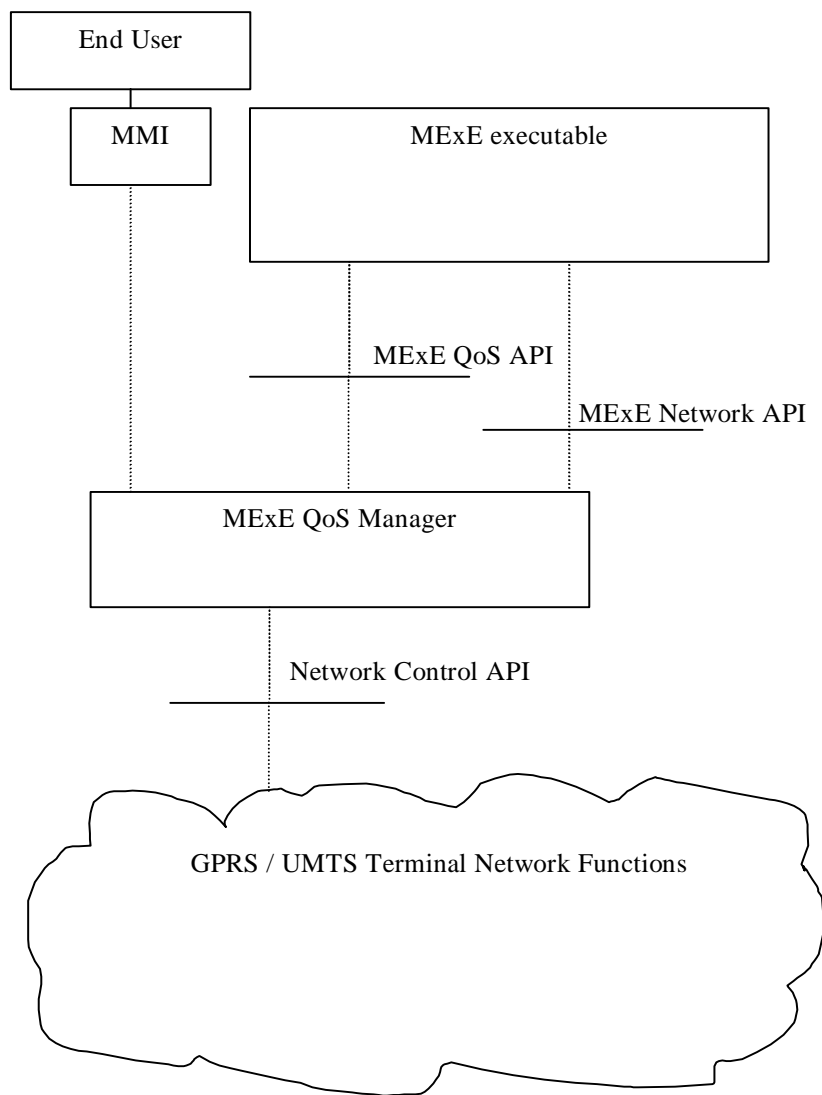 End User
MMI
MExE executable
MExE QoS API
MExE Network API
MExE QoS Manager
Network Control API
GPRS / UMTS Terminal Network Functions